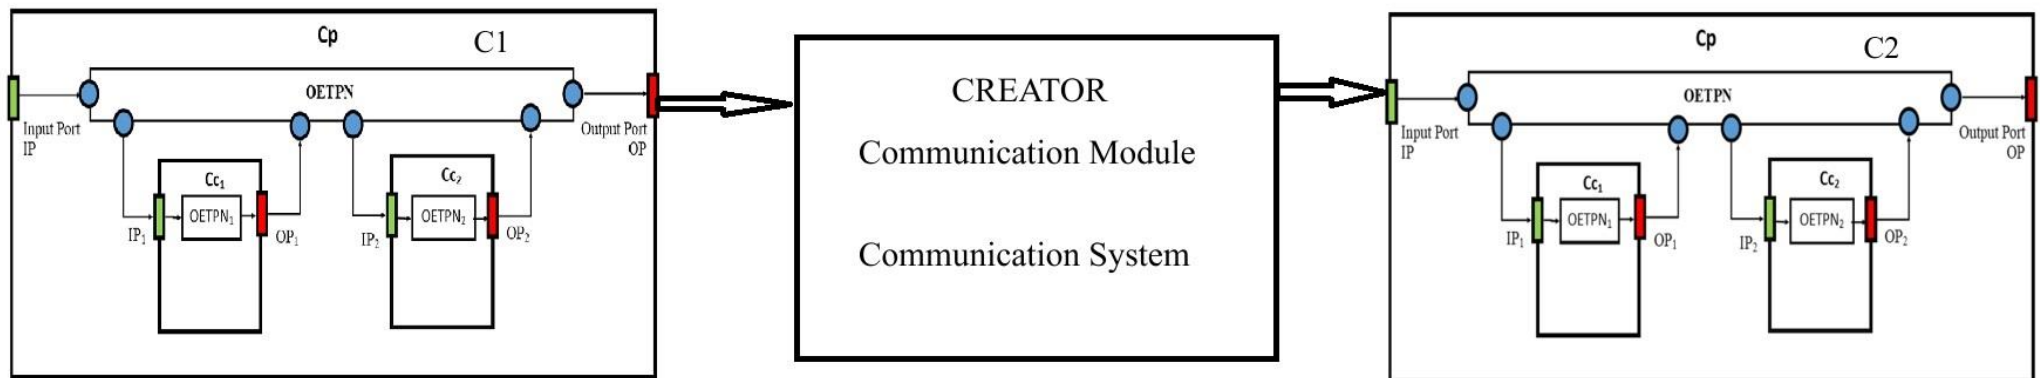 Cp
C1
OETPN
Input Port
IP
Output Port
OP
Cc₁
OETPN₁
IP₁
OP₁
Cc₂
OETPN₂
IP₂
OP₂
CREATOR
Communication Module
Communication System
Cp
C2
OETPN
Input Port
IP
Output Port
OP
Cc₁
OETPN₁
IP₁
OP₁
Cc₂
OETPN₂
IP₂
OP₂